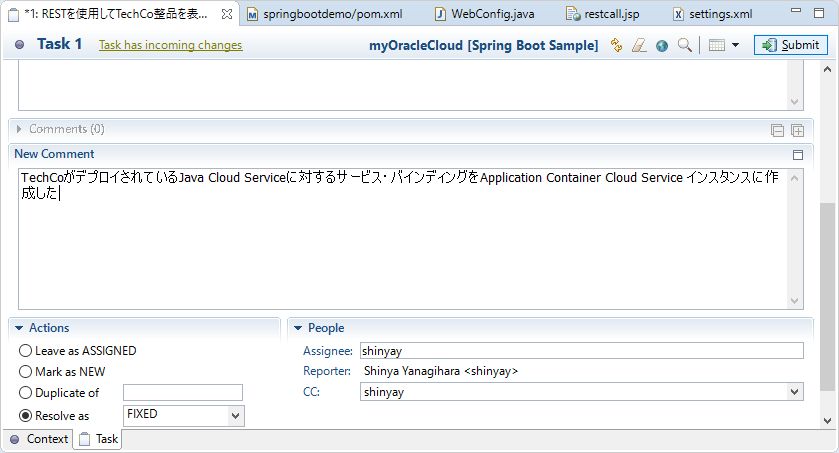 *1: RESTを使用してTechCo整品を表...
springbootdemo/pom.xml
WebConfig.java
restcall.jsp
settings.xml
Task 1
Task has incoming changes
myOracleCloud [Spring Boot Sample]
Submit
Comments (0)
New Comment
TechCoがデプロイされているJava Cloud Serviceに対するサービス・バインディングをApplication Container Cloud Service インスタンスに作
成した
Actions
People
Leave as ASSIGNED
Assignee: shinyay
Mark as NEW
Reporter: Shinya Yanagihara <shinyay>
Duplicate of
CC: shinyay
Resolve as FIXED
Context
Task